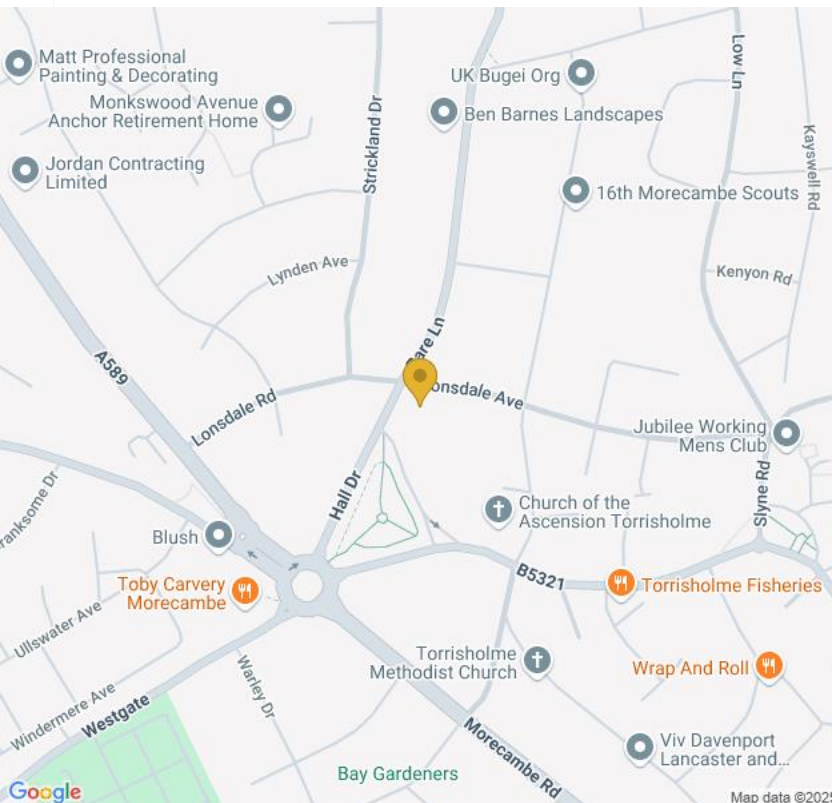 Matt Professional
Painting & Decorating
UK Bugei Org
Low Ln
Monkswood Avenue
Anchor Retirement Home
Ben Barnes Landscapes
Strickland Dr
Kayswell Rd
Jordan Contracting
Limited
16th Morecambe Scouts
Lynden Ave
Kenyon Rd
A589
Bare Ln
Lonsdale Rd
Lonsdale Ave
Jubilee Working
Mens Club
Hall Dr
Slyne Rd
Church of the
Ascension Torrisholme
Blush
B5321
Toby Carvery
Morecambe
Torrisholme Fisheries
Ullswater Ave
Torrisholme
Methodist Church
Wrap And Roll
Warley Dr
Windermere Ave
Westgate
Morecambe Rd
Viv Davenport
Lancaster and...
Bay Gardeners
Google
Map data ©2025